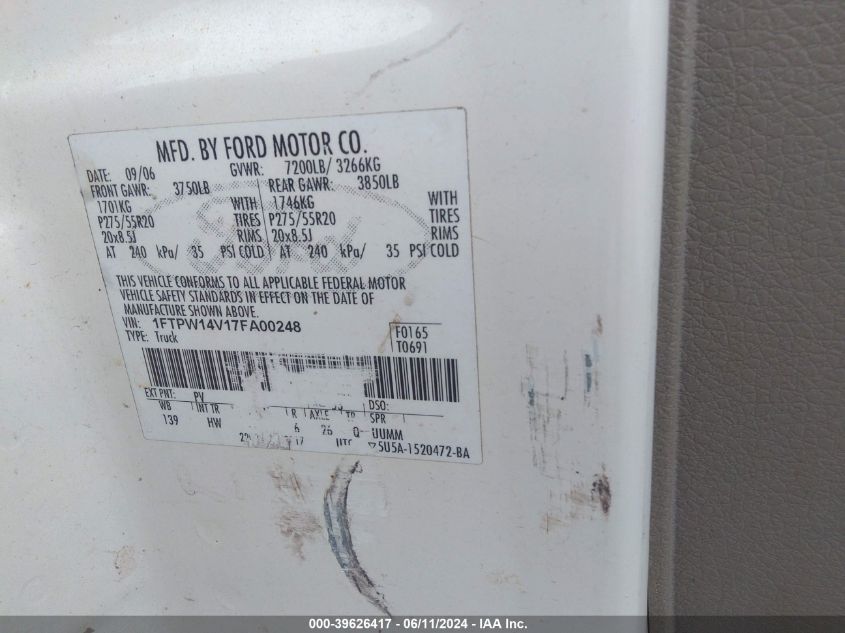 MFD. BY FORD MOTOR CO.
DATE: 09/06 GVWR: 7200LB/ 3266KG
FRONT GAWR: 3750LB REAR GAWR: 3850LB
1701KG WITH 1746KG WITH
P275/55R20 TIRES P275/55R20 TIRES
20x8.5J RIMS 20x8.5J RIMS
AT 240 kPa/ 35 PSI COLD AT 240 kPa/ 35 PSI COLD
THIS VEHICLE CONFORMS TO ALL APPLICABLE FEDERAL MOTOR
VEHICLE SAFETY STANDARDS IN EFFECT ON THE DATE OF
MANUFACTURE SHOWN ABOVE.
VIN: 1FTPW14V17FA00248 F0165
TYPE: Truck T0691
EXT PNT: PV DSO:
WB INT TR R AXLE TR SPR
139 HW 6 26 Q UUMM
5U5A-1520472-BA
000-39626417 - 06/11/2024 - IAA Inc.